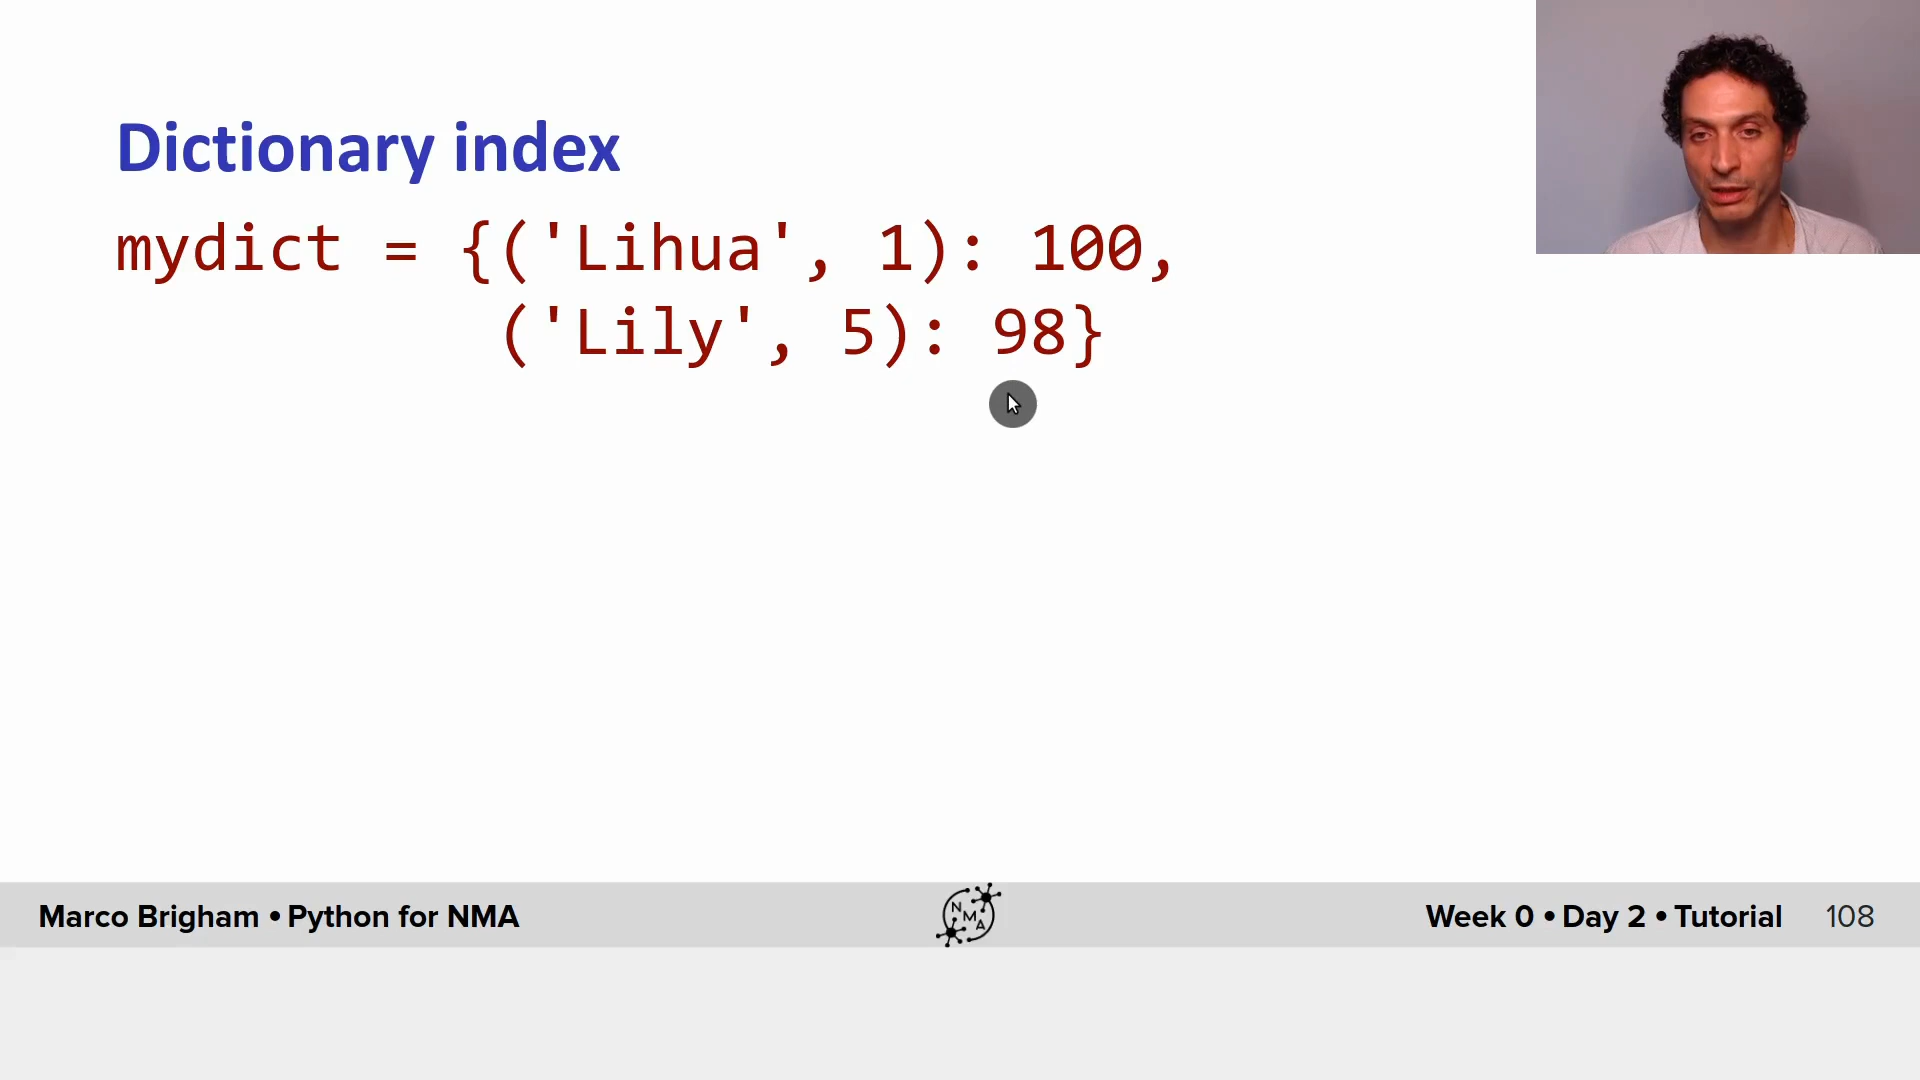 Dictionary index
mydict = {('Lihua', 1): 100,
('Lily', 5): 98}
Marco Brigham • Python for NMA
NMA
Week 0 • Day 2 • Tutorial 108